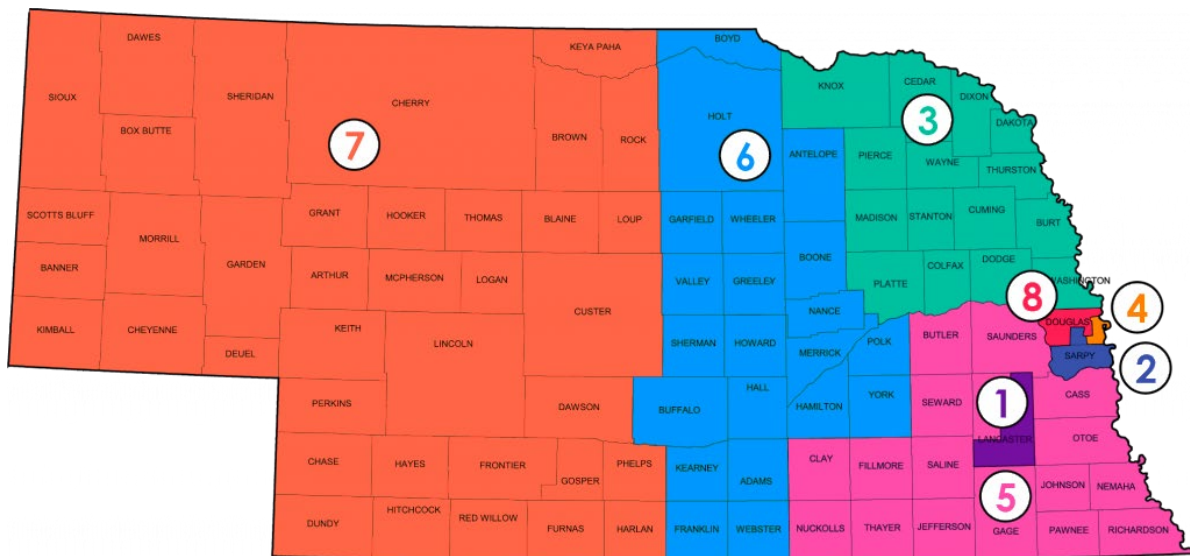 DAWES
BOYD
KEYA PAHA
KNOX
CEDAR
SIOUX
SHERIDAN
CHERRY
DIXON
3
HOLT
DAKOTA
BOX BUTTE
BROWN
ROCK
7
6
ANTELOPE
PIERCE
WAYNE
THURSTON
SCOTTS BLUFF
GRANT
HOOKER
THOMAS
BLAINE
LOUP
GARFIELD
WHEELER
MADISON
STANTON
CUMING
BURT
MORRILL
BANNER
GARDEN
ARTHUR
MCPHERSON
LOGAN
VALLEY
GREELEY
BOONE
PLATTE
COLFAX
DODGE
WASHINGTON
8
4
KIMBALL
CHEYENNE
KEITH
LINCOLN
CUSTER
NANCE
DOUGLAS
DEUEL
SHERMAN
HOWARD
MERRICK
POLK
BUTLER
SAUNDERS
SARPY
2
PERKINS
DAWSON
BUFFALO
HALL
HAMILTON
YORK
SEWARD
1
CASS
LANCASTER
OTOE
CHASE
HAYES
FRONTIER
GOSPER
PHELPS
KEARNEY
ADAMS
CLAY
FILLMORE
SALINE
5
JOHNSON
NEMAHA
DUNDY
HITCHCOCK
RED WILLOW
FURNAS
HARLAN
FRANKLIN
WEBSTER
NUCKOLLS
THAYER
JEFFERSON
GAGE
PAWNEE
RICHARDSON